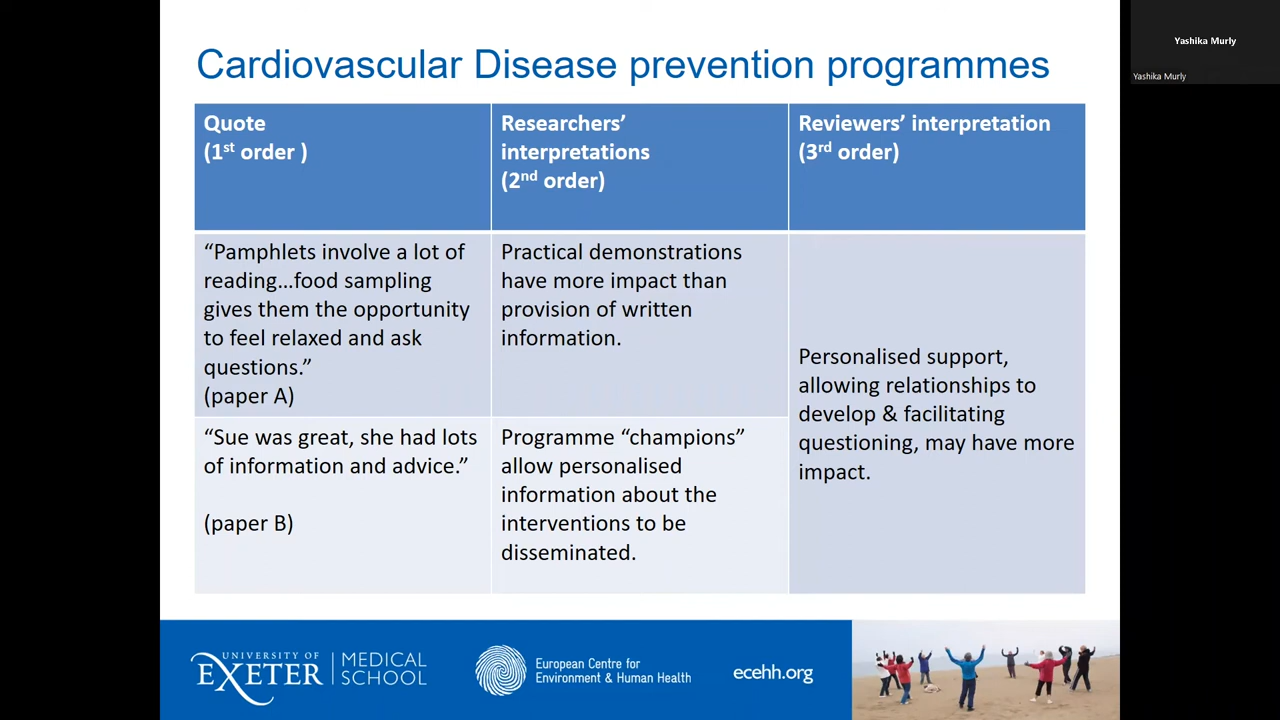 Cardiovascular Disease prevention programmes
Quote
(1st order )
Researchers’
interpretations
(2nd order)
Reviewers’ interpretation
(3rd order)
“Pamphlets involve a lot of
reading…food sampling
gives them the opportunity
to feel relaxed and ask
questions.”
(paper A)
Practical demonstrations
have more impact than
provision of written
information.
“Sue was great, she had lots
of information and advice.”
(paper B)
Programme “champions”
allow personalised
information about the
interventions to be
disseminated.
Personalised support,
allowing relationships to
develop & facilitating
questioning, may have more
impact.
UNIVERSITY OF
EXETER
MEDICAL
SCHOOL
European Centre for
Environment & Human Health
ecehh.org
Yashika Murly
Yashika Murly